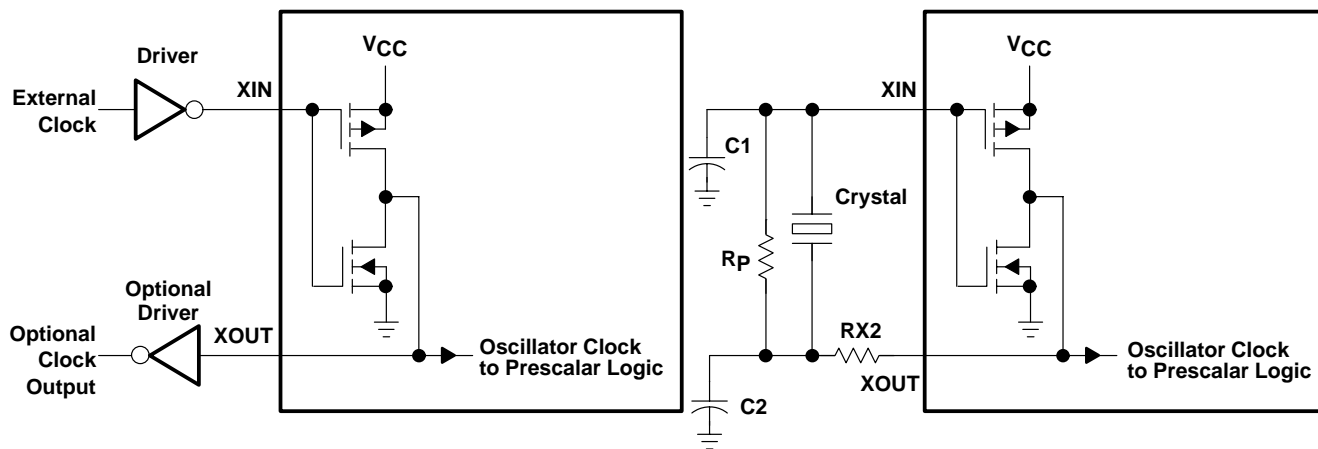 Driver
External
Clock
XIN
VCC
Optional
Driver
Optional
Clock
Output
XOUT
Oscillator Clock
to Prescalar Logic
C1
RP
Crystal
C2
RX2
XIN
XOUT
VCC
Oscillator Clock
to Prescalar Logic